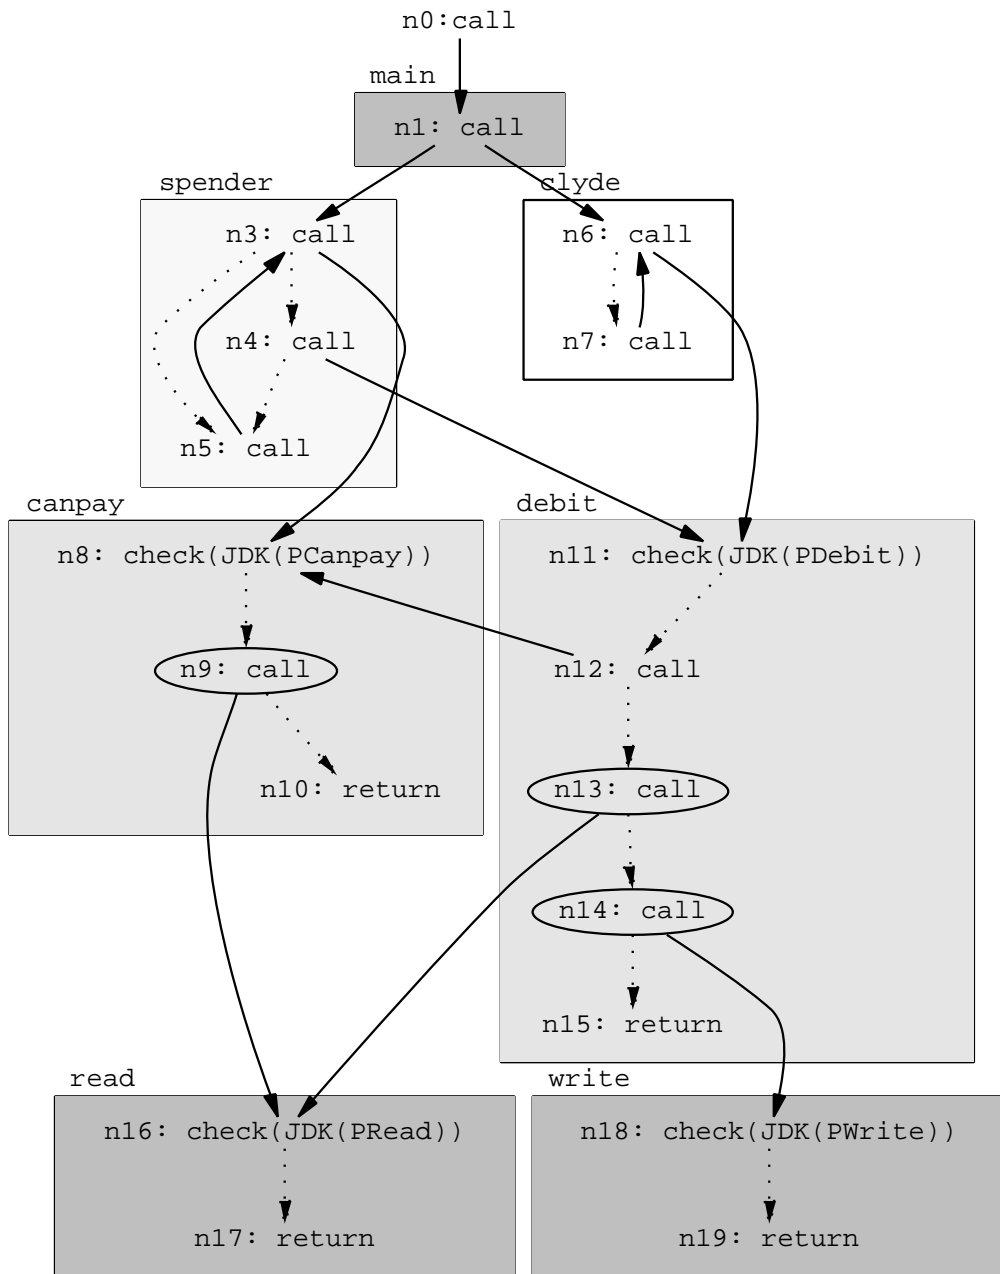 n0:call
main
n1: call
spender
clyde
n3: call
n6: call
n4: call
n7: call
n5: call
canpay
debit
n8: check(JDK(PCanpay))
n11: check(JDK(PDebit))
n9: call
n12: call
n10: return
n13: call
n14: call
n15: return
read
write
n16: check(JDK(PRead))
n18: check(JDK(PWrite))
n17: return
n19: return